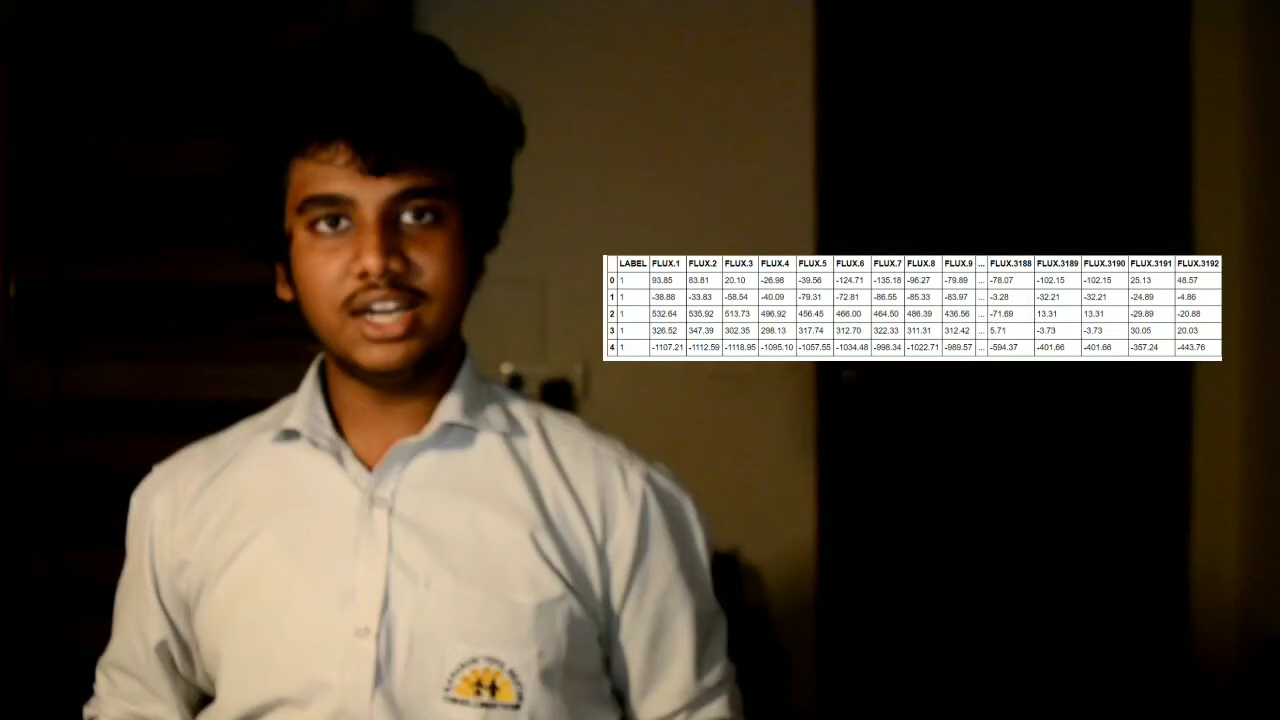 LABEL FLUX.1 FLUX.2 FLUX.3 FLUX.4 FLUX.5 FLUX.6 FLUX.7 FLUX.8 FLUX.9 ... FLUX.3188 FLUX.3189 FLUX.3190 FLUX.3191 FLUX.3192
0 1 93.85 83.81 20.10 -26.98 -39.56 -124.71 -135.18 -96.27 -79.89 ... -78.07 -102.15 -102.15 25.13 48.57
1 1 -38.88 -33.83 -58.54 -40.09 -79.31 -72.81 -86.55 -85.33 -83.97 ... -3.28 -32.21 -32.21 -24.89 -4.86
2 1 532.64 535.92 513.73 496.92 456.45 466.00 464.50 486.39 436.56 ... -71.69 13.31 13.31 -29.89 -20.88
3 1 326.52 347.39 302.35 298.13 317.74 312.70 322.33 311.31 312.42 ... 5.71 -3.73 -3.73 30.05 20.03
4 1 -1107.21 -1112.59 -1118.95 -1095.10 -1057.55 -1034.48 -998.34 -1022.71 -989.57 ... -594.37 -401.66 -401.66 -357.24 -443.76